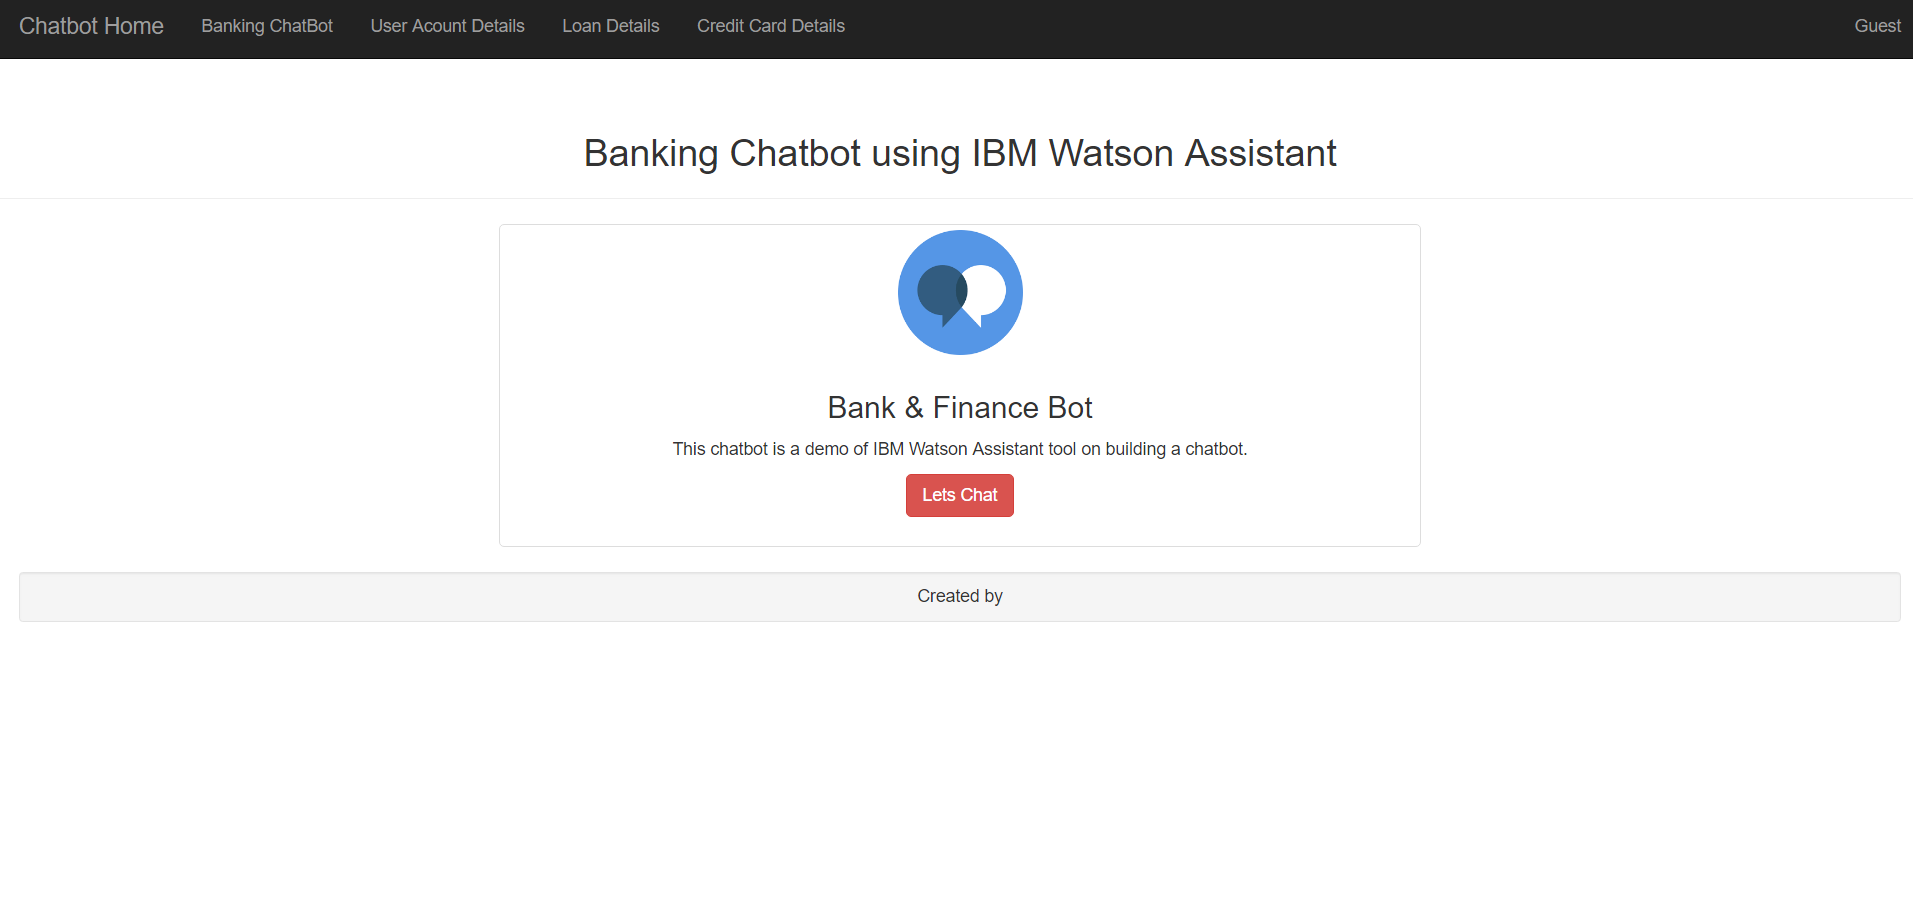 Chatbot Home Banking ChatBot User Acount Details Loan Details Credit Card Details Guest
Banking Chatbot using IBM Watson Assistant
Bank & Finance Bot
This chatbot is a demo of IBM Watson Assistant tool on building a chatbot.
Lets Chat
Created by